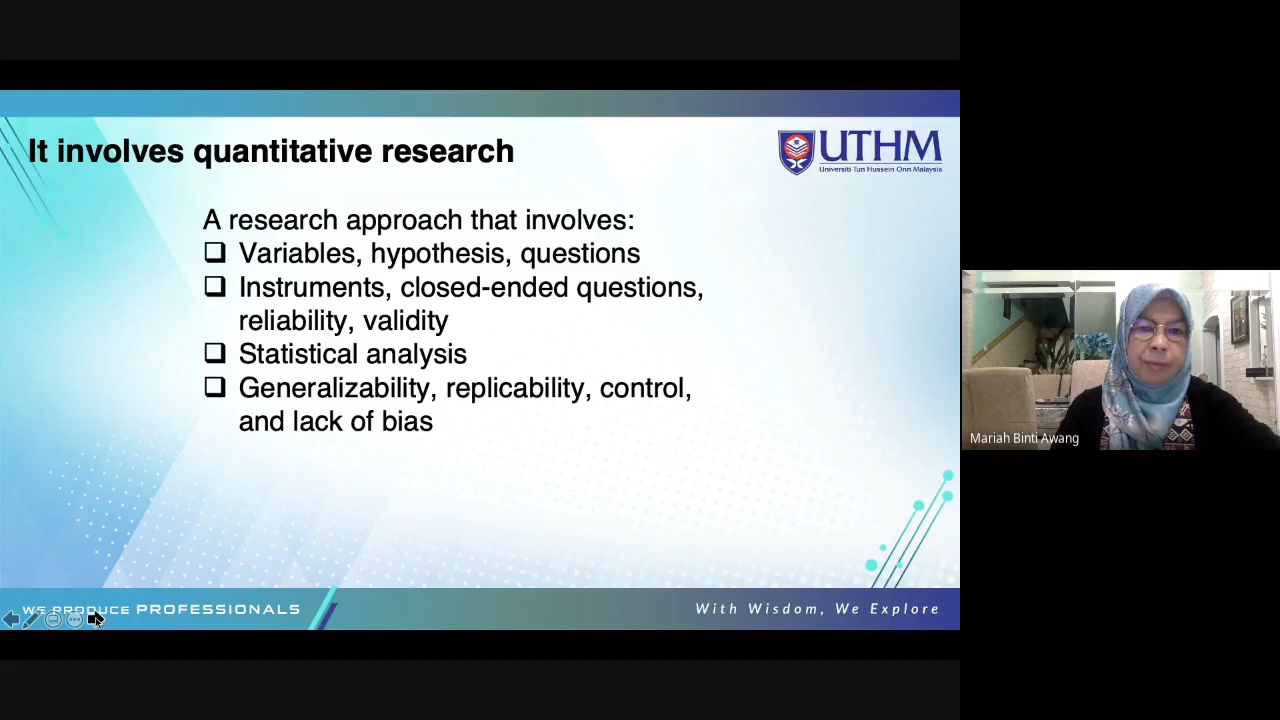 It involves quantitative research
UTHM
Universiti Tun Hussein Onn Malaysia
A research approach that involves:
Variables, hypothesis, questions
Instruments, closed-ended questions,
reliability, validity
Statistical analysis
Generalizability, replicability, control,
and lack of bias
Mariah Binti Awang
WE PRODUCE PROFESSIONALS
With Wisdom, We Explore